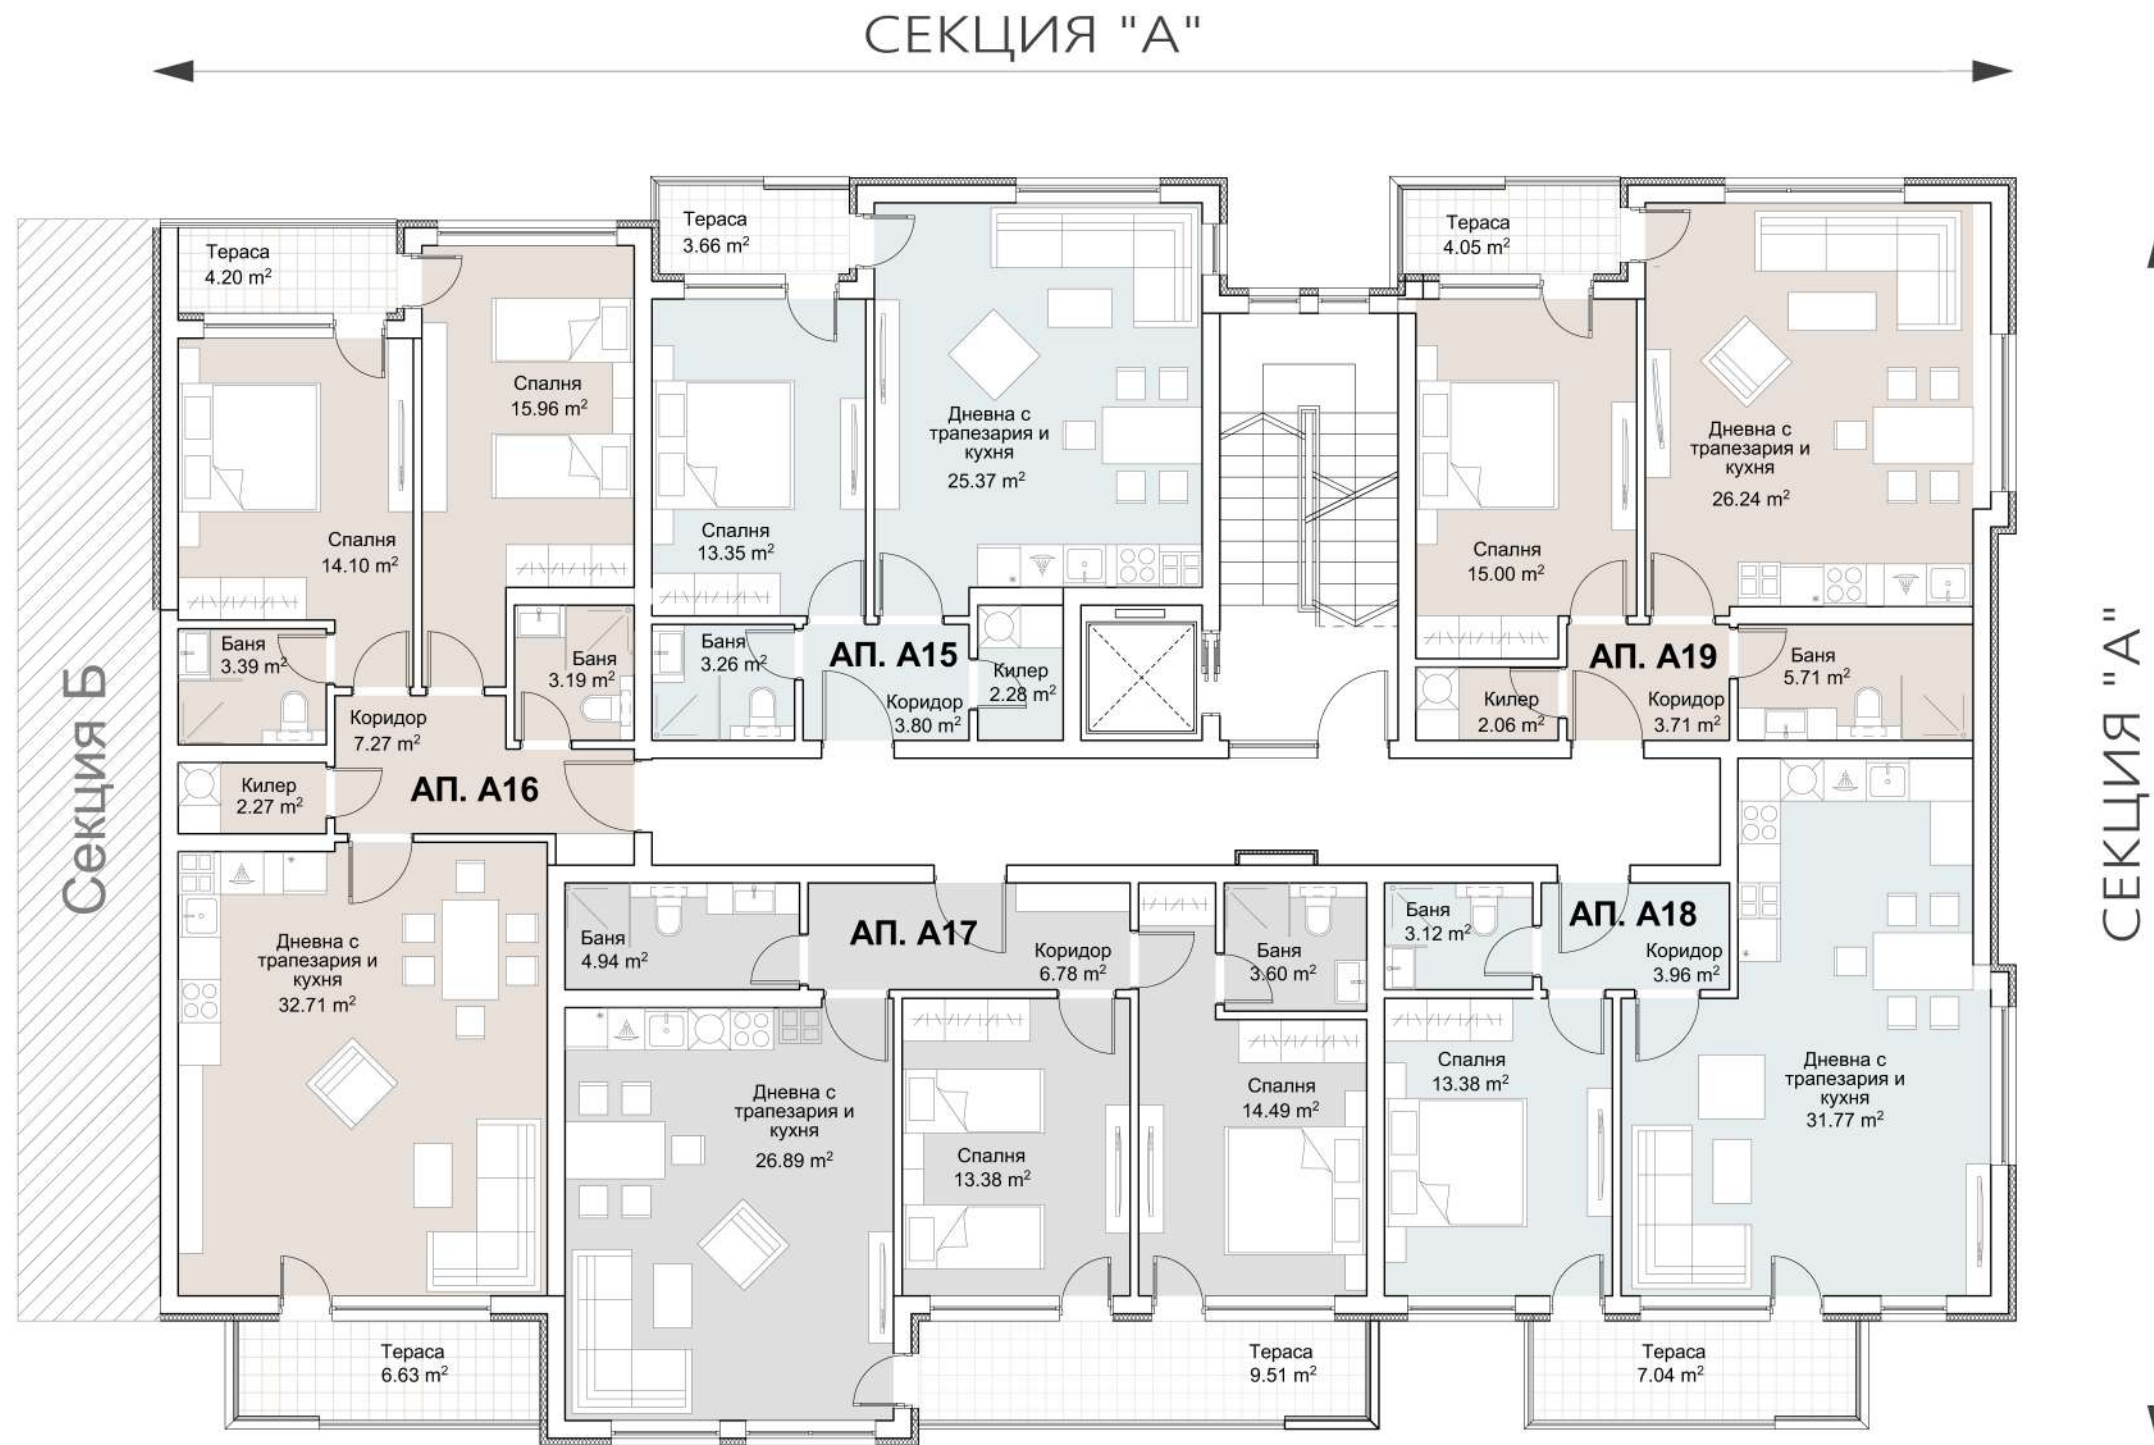 СЕКЦИЯ "А"
Тераса
4.20 m²
Спалня
15.96 m²
Спалня
14.10 m²
Баня
3.39 m²
Баня
3.19 m²
Коридор
7.27 m²
АП. А16
Килер
2.27 m²
Дневна с
трапезария и
кухня
32.71 m²
Тераса
6.63 m²
Тераса
3.66 m²
Дневна с
трапезария и
кухня
25.37 m²
Спалня
13.35 m²
Баня
3.26 m²
АП. А15
Коридор
3.80 m²
Килер
2.28 m²
Тераса
4.05 m²
Дневна с
трапезария и
кухня
26.24 m²
Спалня
15.00 m²
АП. А19
Килер
2.06 m²
Коридор
3.71 m²
Баня
5.71 m²
Баня
4.94 m²
АП. А17
Коридор
6.78 m²
Баня
3.60 m²
Дневна с
трапезария и
кухня
26.89 m²
Спалня
13.38 m²
Спалня
14.49 m²
Тераса
9.51 m²
Баня
3.12 m²
АП. А18
Коридор
3.96 m²
Спалня
13.38 m²
Дневна с
трапезария и
кухня
31.77 m²
Тераса
7.04 m²
Секция Б
СЕКЦИЯ "А"